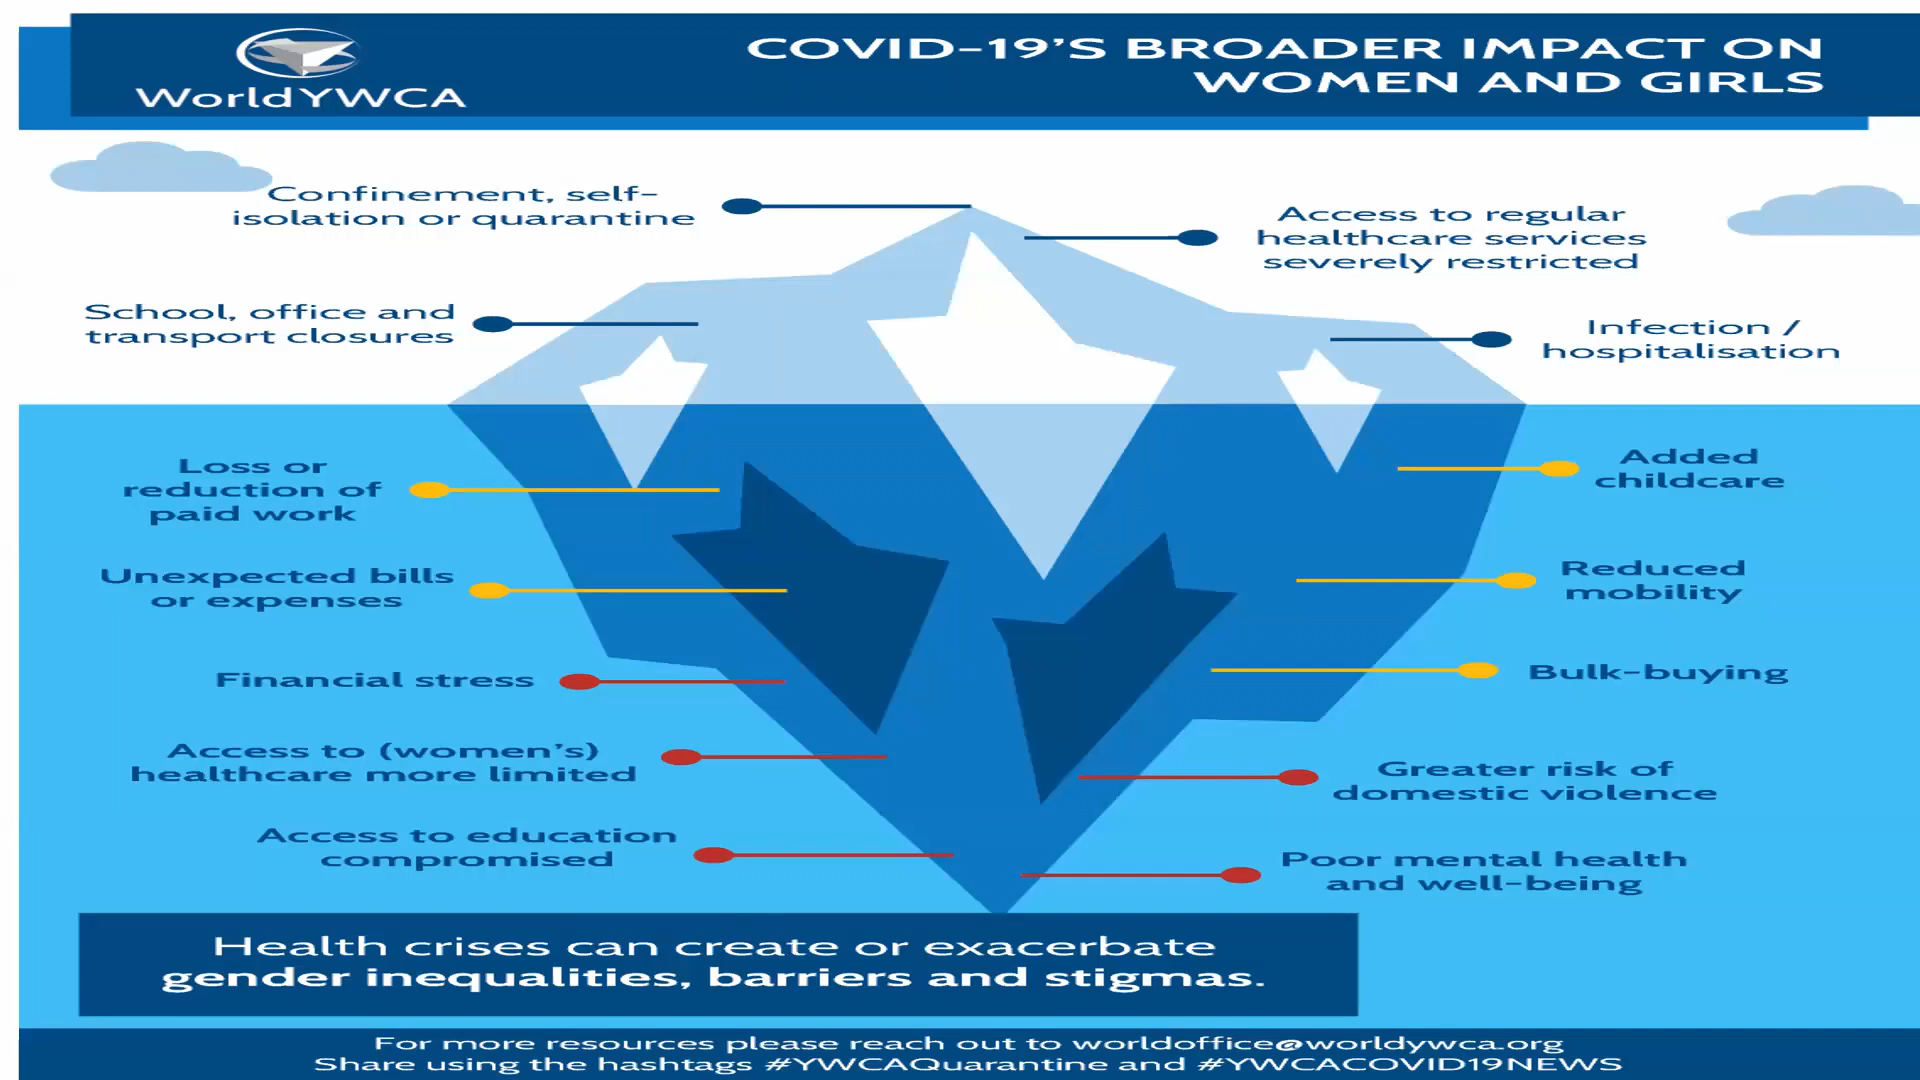 WorldYWCA
COVID-19'S BROADER IMPACT ON
WOMEN AND GIRLS
Confinement, self-
isolation or quarantine
Access to regular
healthcare services
severely restricted
School, office and
transport closures
Infection /
hospitalisation
Loss or
reduction of
paid work
Added
childcare
Unexpected bills
or expenses
Reduced
mobility
Financial stress
Bulk-buying
Access to (women's)
healthcare more limited
Greater risk of
domestic violence
Access to education
compromised
Poor mental health
and well-being
Health crises can create or exacerbate
gender inequalities, barriers and stigmas.
For more resources please reach out to worldoffice@worldywca.org
Share using the hashtags #YWCAQuarantine and #YWCACOVID19NEWS